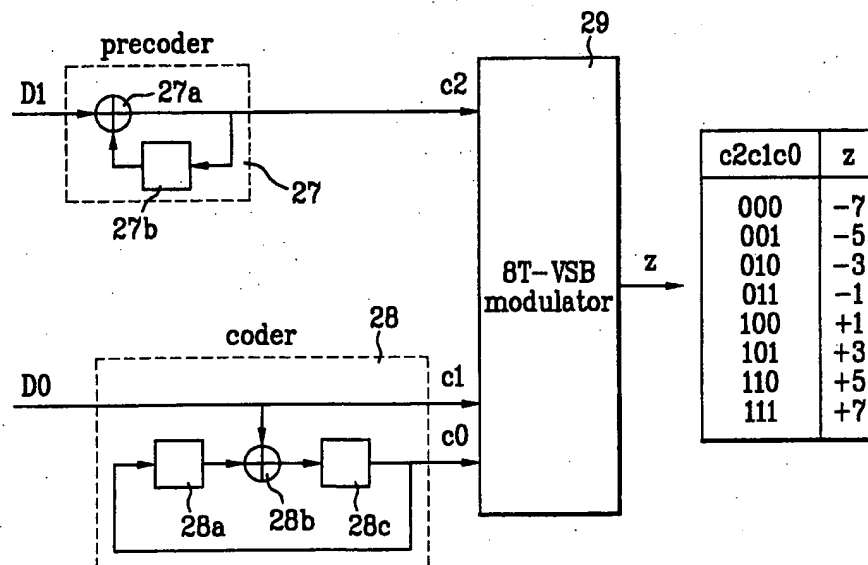 29
precoder
D1
27a
c2
27
27b
c2c1c0 z
000 -7
001 -5
010 -3
011 -1
100 +1
101 +3
110 +5
111 +7
8T-VSB
modulator
z
28
coder
D0
c1
c0
28a
28b
28c